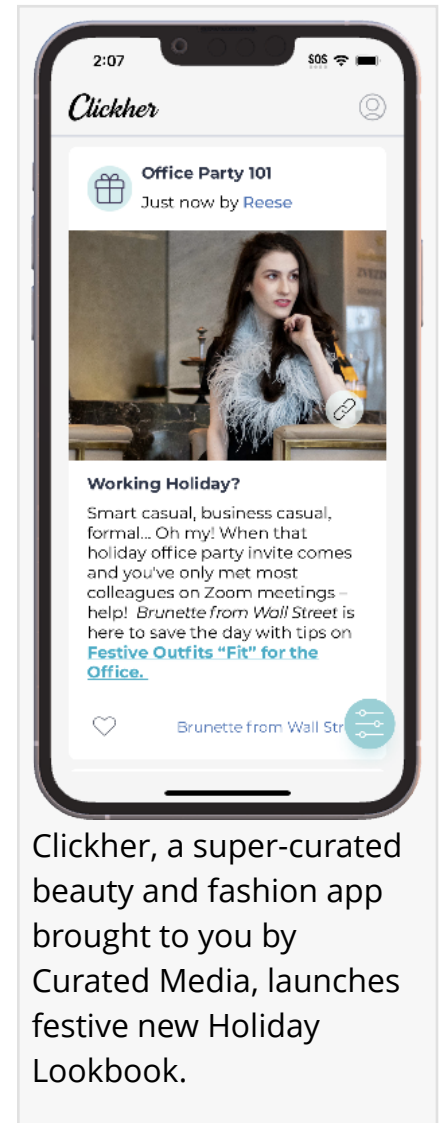 2:07
SOS
Clickher
Office Party 101
Just now by Reese
Working Holiday?
Smart casual, business casual,
formal... Oh my! When that
holiday office party invite comes
and you've only met most
colleagues on Zoom meetings –
help!  Brunette from Wall Street is
here to save the day with tips on
Festive Outfits “Fit” for the
Office.
Brunette from Wall Str
Clickher, a super-curated
beauty and fashion app
brought to you by
Curated Media, launches
festive new Holiday
Lookbook.